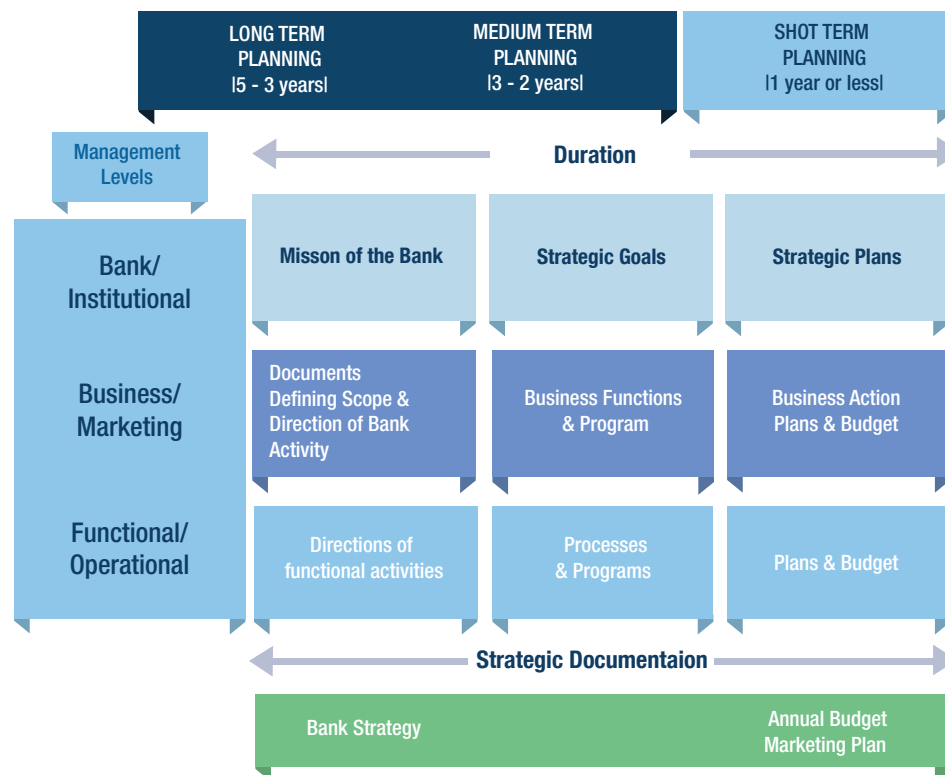 LONG TERM
PLANNING
|5 - 3 years|
MEDIUM TERM
PLANNING
|3 - 2 years|
SHOT TERM
PLANNING
|1 year or less|
Management
Levels
Duration
Bank/
Institutional
Misson of the Bank
Strategic Goals
Strategic Plans
Business/
Marketing
Documents
Defining Scope &
Direction of Bank
Activity
Business Functions
& Program
Business Action
Plans & Budget
Functional/
Operational
Directions of
functional activities
Processes
& Programs
Plans & Budget
Strategic Documentaion
Bank Strategy
Annual Budget
Marketing Plan